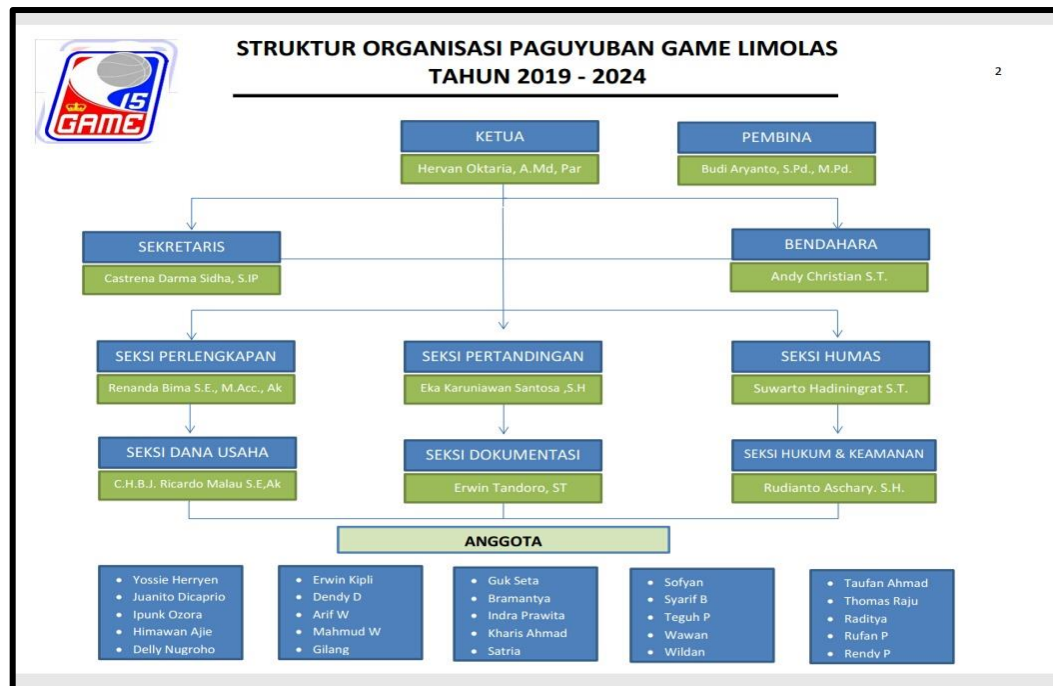 STRUKTUR ORGANISASI PAGUYUBAN GAME LIMOLAS
TAHUN 2019 - 2024
2
15
GAME
KETUA
Hervan Oktaria, A.Md, Par
PEMBINA
Budi Aryanto, S.Pd., M.Pd.
SEKRETARIS
Castrena Darma Sidha, S.IP
BENDAHARA
Andy Christian S.T.
SEKSI PERLENGKAPAN
Renanda Bima S.E., M.Acc., Ak
SEKSI PERTANDINGAN
Eka Karuniawan Santosa ,S.H
SEKSI HUMAS
Suwarto Hadiningrat S.T.
SEKSI DANA USAHA
C.H.B.J. Ricardo Malau S.E,Ak
SEKSI DOKUMENTASI
Erwin Tandoro, ST
SEKSI HUKUM & KEAMANAN
Rudianto Aschary. S.H.
ANGGOTA
• Yossie Herryen
• Juanito Dicaprio
• Ipunk Ozora
• Himawan Ajie
• Delly Nugroho
• Erwin Kipli
• Dendy D
• Arif W
• Mahmud W
• Gilang
• Guk Seta
• Bramantya
• Indra Prawita
• Kharis Ahmad
• Satria
• Sofyan
• Syarif B
• Teguh P
• Wawan
• Wildan
• Taufan Ahmad
• Thomas Raju
• Raditya
• Rufan P
• Rendy P